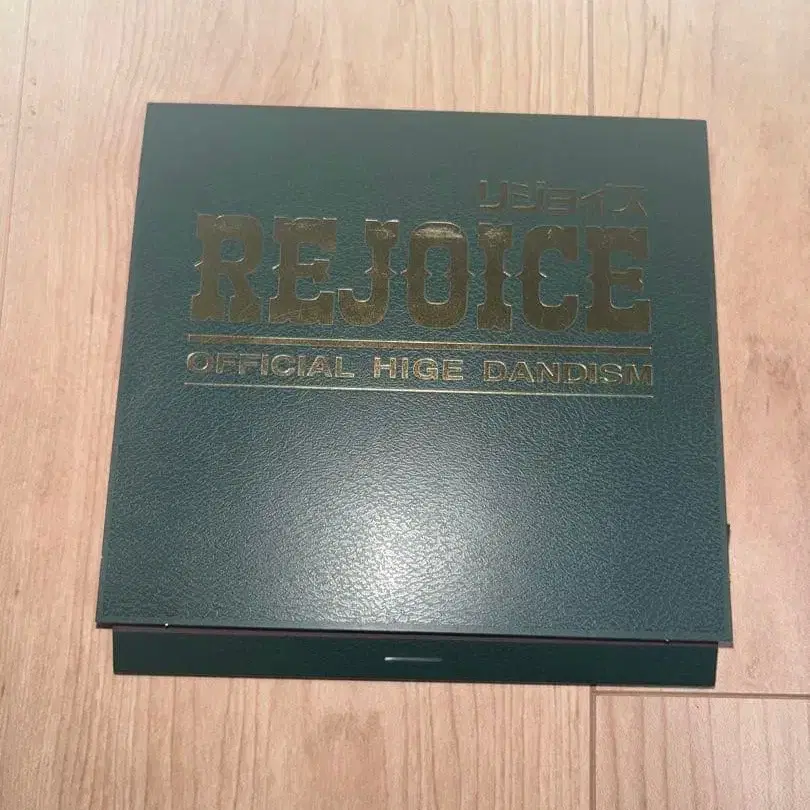 リジョイス
REJOICE
OFFICIAL HIGE DANDISM